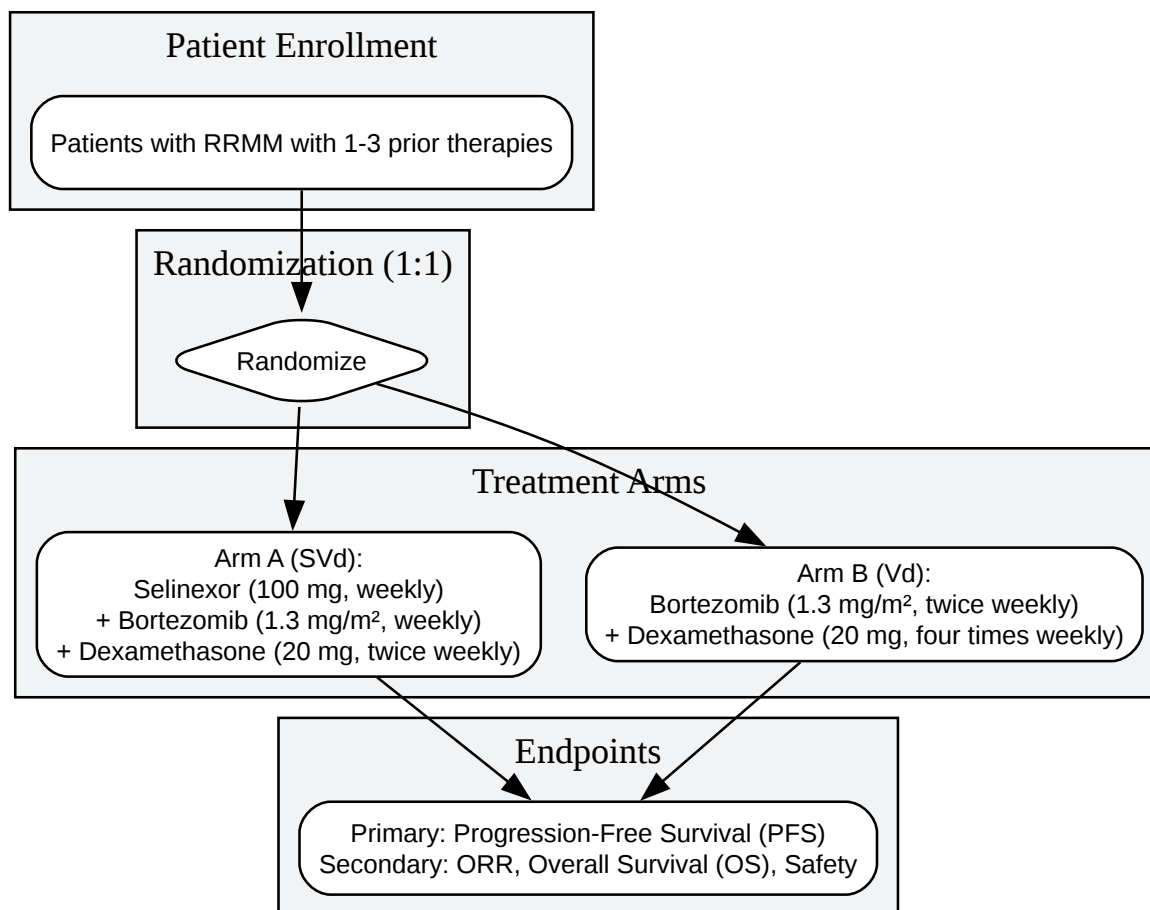 Patient Enrollment
Patients with RRMM with 1-3 prior therapies
Randomization (1:1)
Randomize
Treatment Arms
Arm A (SVd):
Selinexor (100 mg, weekly)
+ Bortezomib (1.3 mg/m², weekly)
+ Dexamethasone (20 mg, twice weekly)
Arm B (Vd):
Bortezomib (1.3 mg/m², twice weekly)
+ Dexamethasone (20 mg, four times weekly)
Endpoints
Primary: Progression-Free Survival (PFS)
Secondary: ORR, Overall Survival (OS), Safety